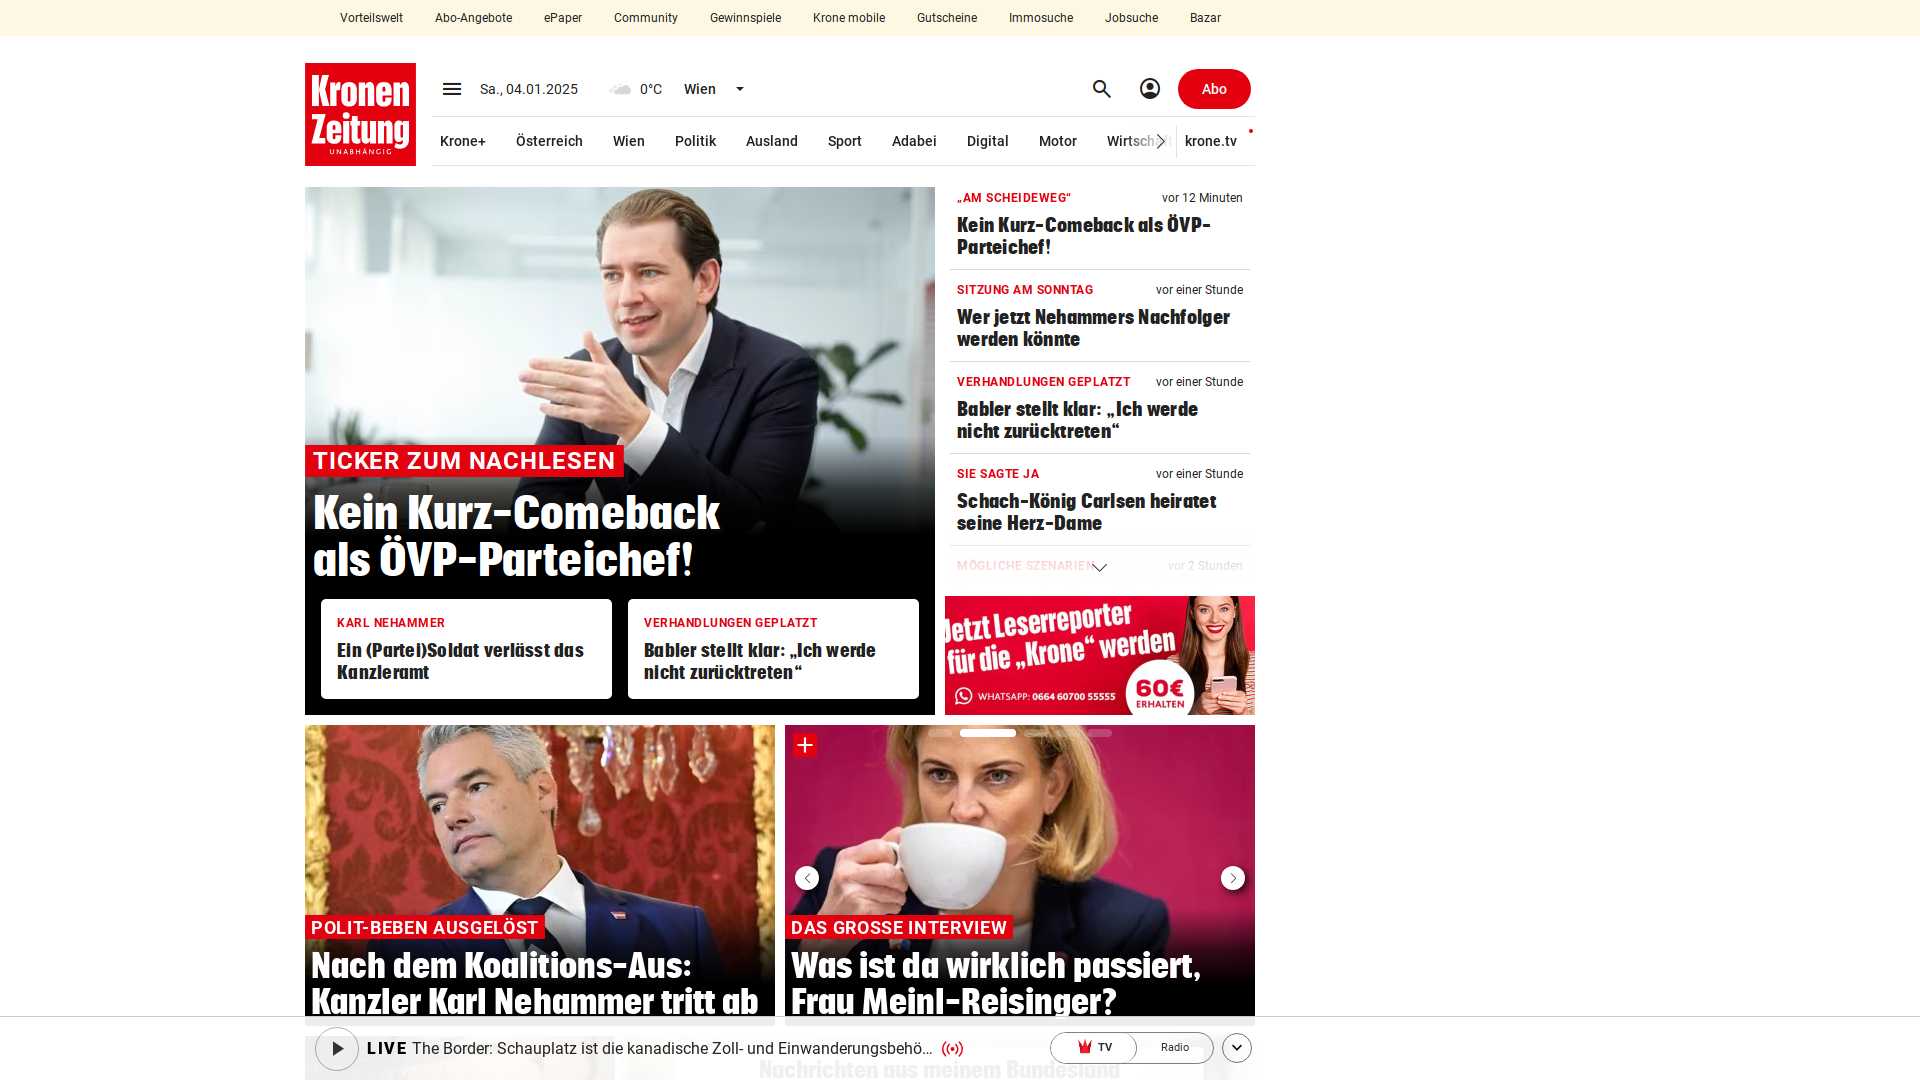 Vorteilswelt Abo-Angebote ePaper Community Gewinnspiele Krone mobile Gutscheine Immosuche Jobsuche Bazar
Kronen
Zeitung
UNABHÄNGIG
Sa., 04.01.2025 0°C Wien
Abo
Krone+ Österreich Wien Politik Ausland Sport Adabei Digital Motor Wirtschaft krone.tv
TICKER ZUM NACHLESEN
Kein Kurz-Comeback
als ÖVP-Parteichef!
KARL NEHAMMER
Ein (Partei)Soldat verlässt das
Kanzleramt
VERHANDLUNGEN GEPLATZT
Babler stellt klar: „Ich werde
nicht zurücktreten“
„AM SCHEIDEWEG“ vor 12 Minuten
Kein Kurz-Comeback als ÖVP-
Parteichef!
SITZUNG AM SONNTAG vor einer Stunde
Wer jetzt Nehammers Nachfolger
werden könnte
VERHANDLUNGEN GEPLATZT vor einer Stunde
Babler stellt klar: „Ich werde
nicht zurücktreten“
SIE SAGTE JA vor einer Stunde
Schach-König Carlsen heiratet
seine Herz-Dame
MÖGLICHE SZENARIEN vor 2 Stunden
Jetzt Leserreporter
für die „Krone“ werden
WHATSAPP: 0664 60700 55555
60€
ERHALTEN
POLIT-BEBEN AUSGELÖST
Nach dem Koalitions-Aus:
Kanzler Karl Nehammer tritt ab
DAS GROSSE INTERVIEW
Was ist da wirklich passiert,
Frau Meinl-Reisinger?
LIVE The Border: Schauplatz ist die kanadische Zoll- und Einwanderungsbehö…
TV Radio
Nachrichten aus meinem Bundesland